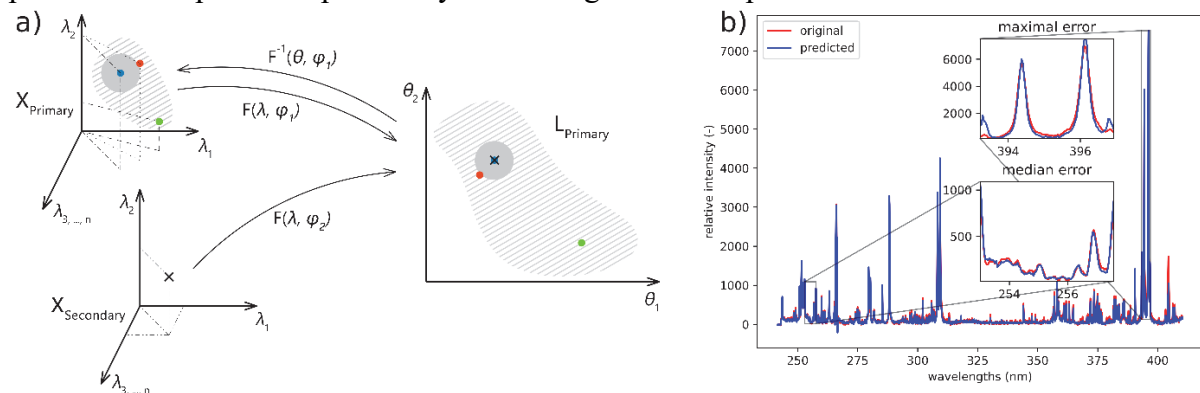 a)
λ2
XPrimary
λ1
λ3, ..., n
F-1(θ, φ1)
F(λ, φ1)
θ2
LPrimary
θ1
λ2
F(λ, φ2)
XSecondary
λ1
λ3, ..., n
b)
original
predicted
maximal error
6000
4000
2000
394
396
median error
1000
500
254
256
relative intensity (-)
7000
6000
5000
4000
3000
2000
1000
0
250
275
300
325
350
375
400
wavelengths (nm)